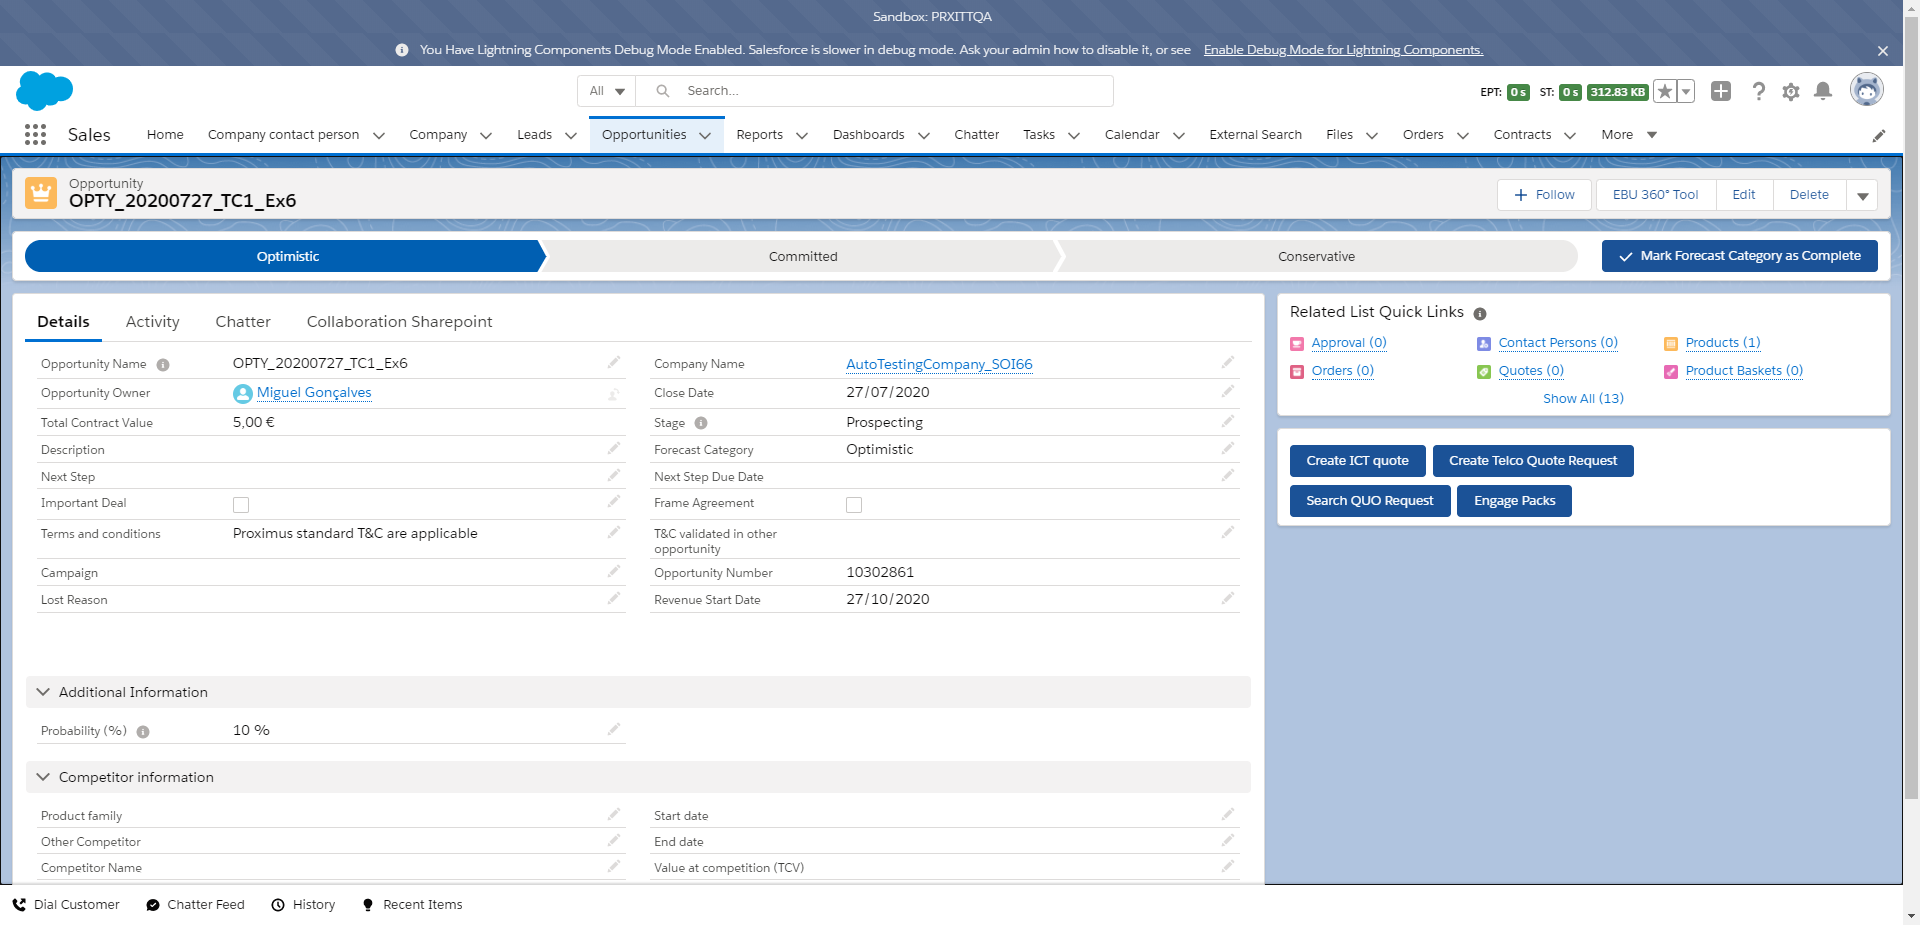 Sandbox: PRXITTQA
You Have Lightning Components Debug Mode Enabled. Salesforce is slower in debug mode. Ask your admin how to disable it, or see Enable Debug Mode for Lightning Components.
All Search... EPT: 0 s ST: 0 s 312.83 KB
Sales Home Company contact person Company Leads Opportunities Reports Dashboards Chatter Tasks Calendar External Search Files Orders Contracts More
Opportunity
OPTY_20200727_TC1_Ex6
Follow EBU 360° Tool Edit Delete
Optimistic Committed Conservative Mark Forecast Category as Complete
Details Activity Chatter Collaboration Sharepoint
Opportunity Name OPTY_20200727_TC1_Ex6 Company Name AutoTestingCompany_SOI66
Opportunity Owner Miguel Gonçalves Close Date 27/07/2020
Total Contract Value 5,00 € Stage Prospecting
Description Forecast Category Optimistic
Next Step Next Step Due Date
Important Deal Frame Agreement
Terms and conditions Proximus standard T&C are applicable T&C validated in other
opportunity
Campaign Opportunity Number 10302861
Lost Reason Revenue Start Date 27/10/2020
Additional Information
Probability (%) 10 %
Competitor information
Product family Start date
Other Competitor End date
Competitor Name Value at competition (TCV)
Related List Quick Links
Approval (0) Contact Persons (0) Products (1)
Orders (0) Quotes (0) Product Baskets (0)
Show All (13)
Create ICT quote Create Telco Quote Request
Search QUO Request Engage Packs
Dial Customer Chatter Feed History Recent Items